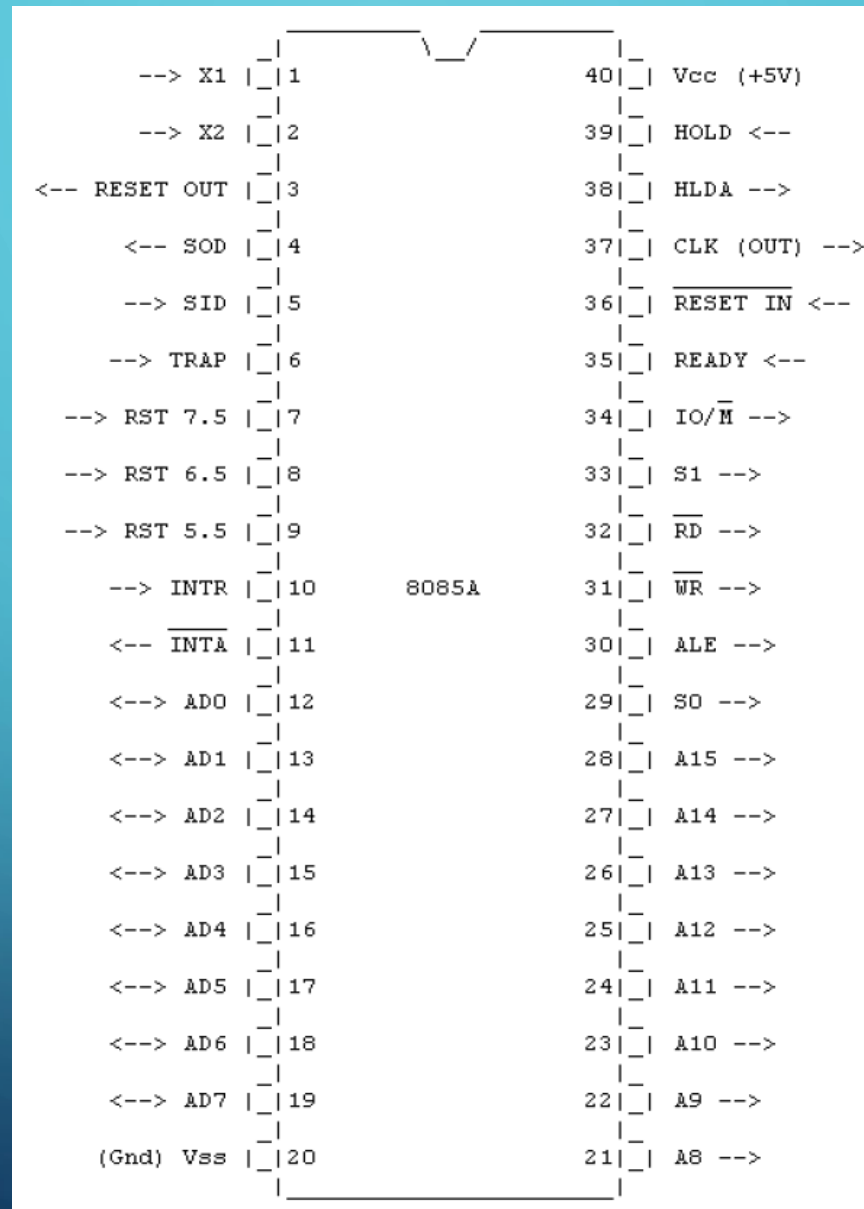 --> X1 1 40 Vcc (+5V)
--> X2 2 39 HOLD <--
<-- RESET OUT 3 38 HLDA -->
<-- SOD 4 37 CLK (OUT) -->
--> SID 5 36 RESET IN <--
--> TRAP 6 35 READY <--
--> RST 7.5 7 34 IO/M -->
--> RST 6.5 8 33 S1 -->
--> RST 5.5 9 32 RD -->
--> INTR 10 8085A 31 WR -->
<-- INTA 11 30 ALE -->
<--> AD0 12 29 S0 -->
<--> AD1 13 28 A15 -->
<--> AD2 14 27 A14 -->
<--> AD3 15 26 A13 -->
<--> AD4 16 25 A12 -->
<--> AD5 17 24 A11 -->
<--> AD6 18 23 A10 -->
<--> AD7 19 22 A9 -->
(Gnd) Vss 20 21 A8 -->